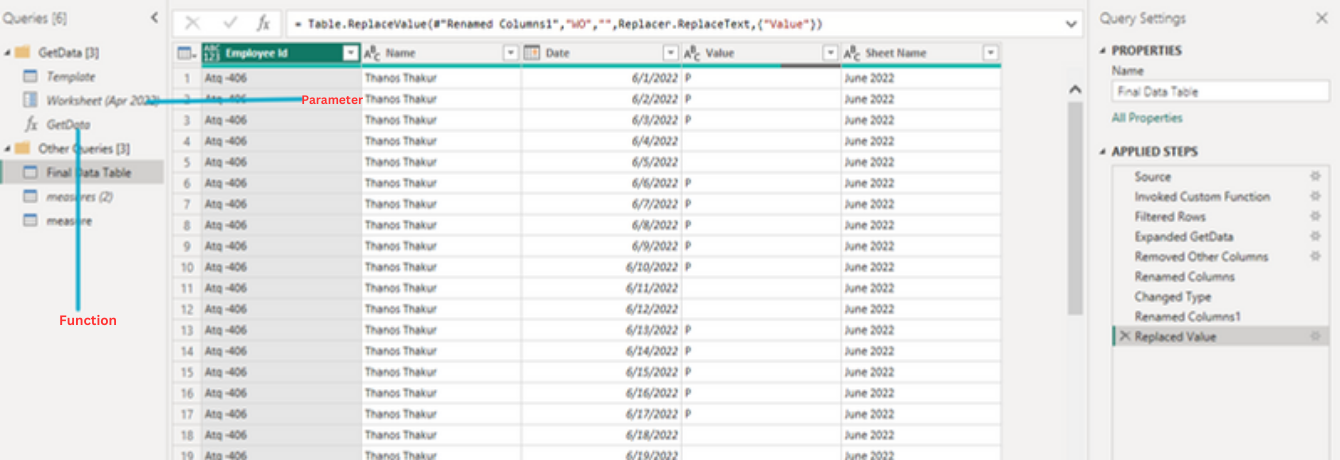 Queries [6]
= Table.ReplaceValue(#"Renamed Columns1","WO","",Replacer.ReplaceText,{"Value"})
Query Settings
GetData [3]
Template
Worksheet (Apr 2022)
GetData
Other Queries [3]
Final Data Table
measures (2)
measure
Parameter
Function
ABC 123 Employee Id ABC Name Date ABC Value ABC Sheet Name
1 Atq -406 Thanos Thakur 6/1/2022 P June 2022
2 Atq -406 Thanos Thakur 6/2/2022 P June 2022
3 Atq -406 Thanos Thakur 6/3/2022 P June 2022
4 Atq -406 Thanos Thakur 6/4/2022 June 2022
5 Atq -406 Thanos Thakur 6/5/2022 June 2022
6 Atq -406 Thanos Thakur 6/6/2022 P June 2022
7 Atq -406 Thanos Thakur 6/7/2022 P June 2022
8 Atq -406 Thanos Thakur 6/8/2022 P June 2022
9 Atq -406 Thanos Thakur 6/9/2022 P June 2022
10 Atq -406 Thanos Thakur 6/10/2022 P June 2022
11 Atq -406 Thanos Thakur 6/11/2022 June 2022
12 Atq -406 Thanos Thakur 6/12/2022 June 2022
13 Atq -406 Thanos Thakur 6/13/2022 P June 2022
14 Atq -406 Thanos Thakur 6/14/2022 P June 2022
15 Atq -406 Thanos Thakur 6/15/2022 P June 2022
16 Atq -406 Thanos Thakur 6/16/2022 P June 2022
17 Atq -406 Thanos Thakur 6/17/2022 P June 2022
18 Atq -406 Thanos Thakur 6/18/2022 June 2022
19 Atq -406 Thanos Thakur 6/19/2022 June 2022
PROPERTIES
Name
Final Data Table
All Properties
APPLIED STEPS
Source
Invoked Custom Function
Filtered Rows
Expanded GetData
Removed Other Columns
Renamed Columns
Changed Type
Renamed Columns1
Replaced Value